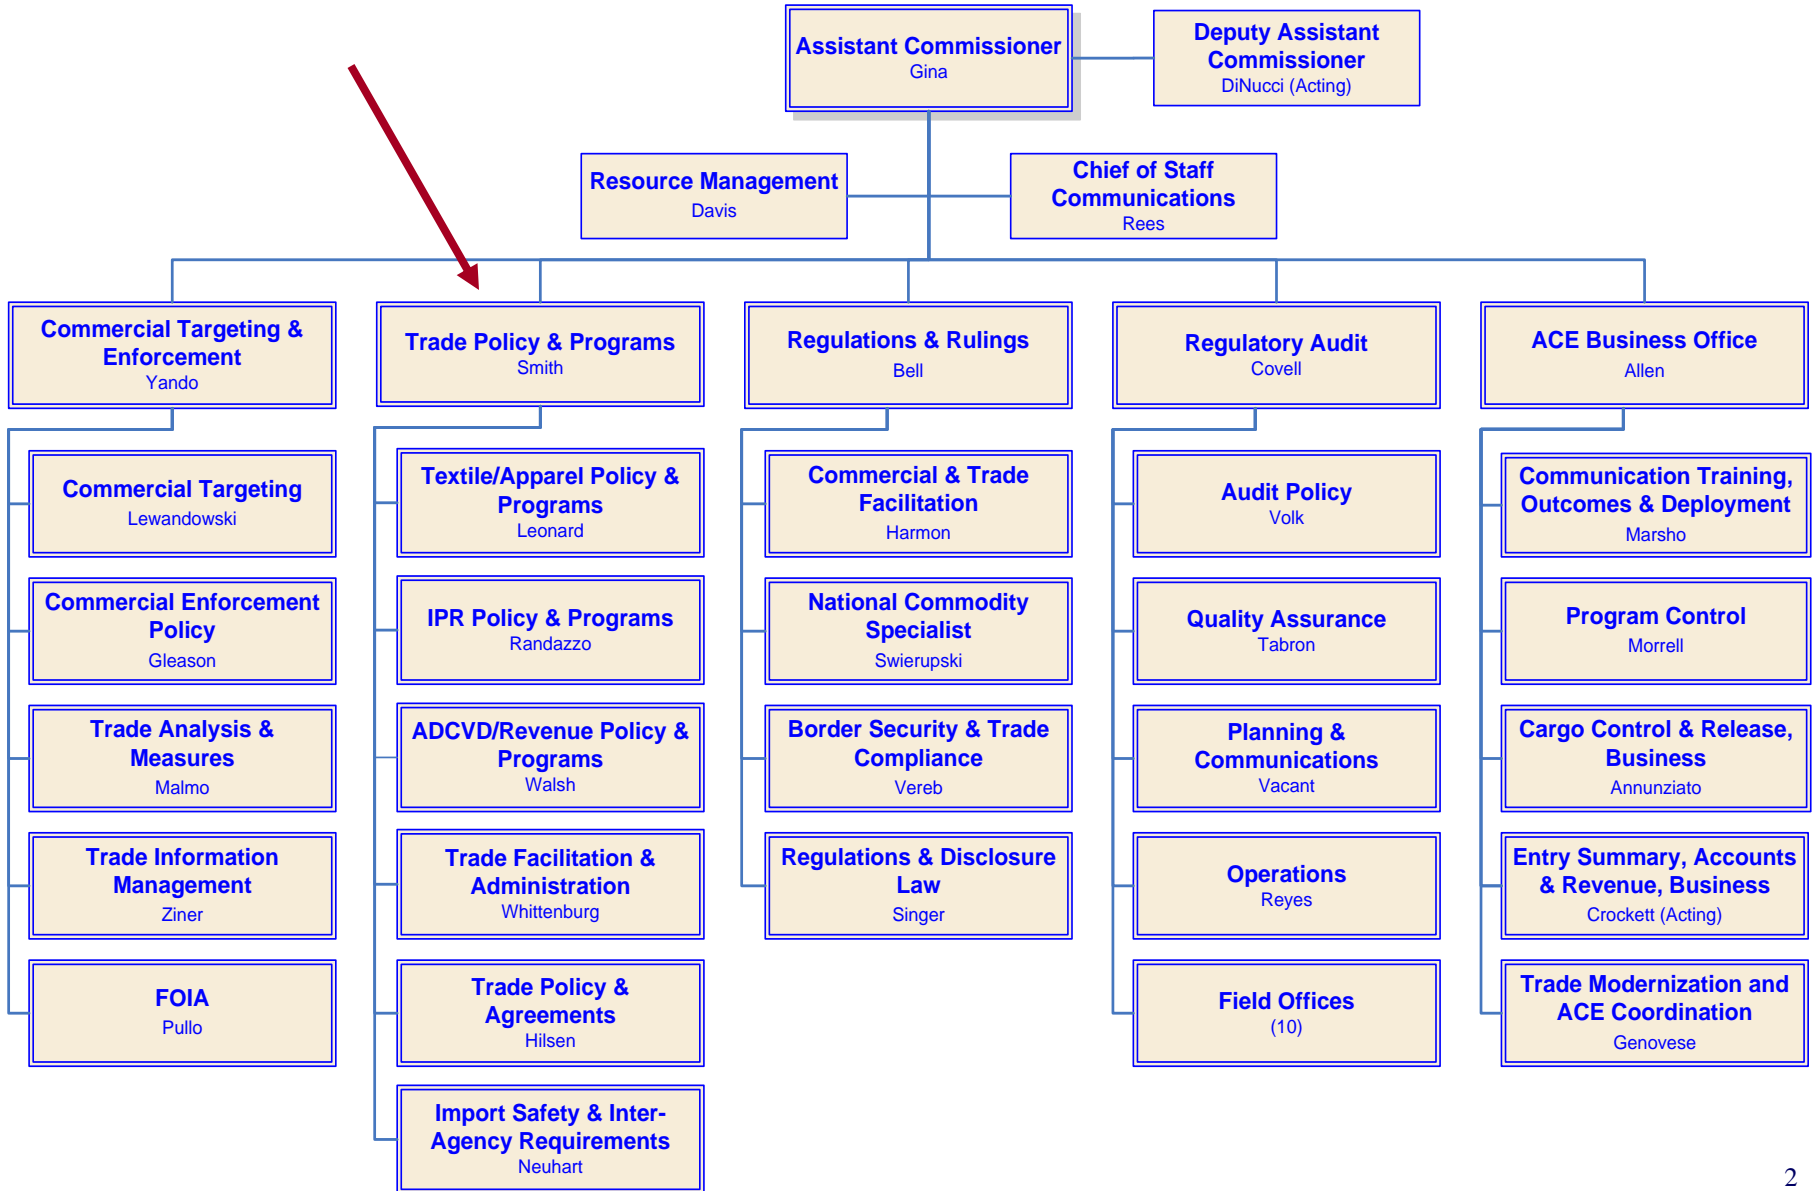 Assistant Commissioner
Gina
Deputy Assistant
Commissioner
DiNucci (Acting)
Resource Management
Davis
Chief of Staff
Communications
Rees
Commercial Targeting &
Enforcement
Yando
Trade Policy & Programs
Smith
Regulations & Rulings
Bell
Regulatory Audit
Covell
ACE Business Office
Allen
Commercial Targeting
Lewandowski
Commercial Enforcement
Policy
Gleason
Trade Analysis &
Measures
Malmo
Trade Information
Management
Ziner
FOIA
Pullo
Textile/Apparel Policy &
Programs
Leonard
IPR Policy & Programs
Randazzo
ADCVD/Revenue Policy &
Programs
Walsh
Trade Facilitation &
Administration
Whittenburg
Trade Policy &
Agreements
Hilsen
Import Safety & Inter-
Agency Requirements
Neuhart
Commercial & Trade
Facilitation
Harmon
National Commodity
Specialist
Swierupski
Border Security & Trade
Compliance
Vereb
Regulations & Disclosure
Law
Singer
Audit Policy
Volk
Quality Assurance
Tabron
Planning &
Communications
Vacant
Operations
Reyes
Field Offices
(10)
Communication Training,
Outcomes & Deployment
Marsho
Program Control
Morrell
Cargo Control & Release,
Business
Annunziato
Entry Summary, Accounts
& Revenue, Business
Crockett (Acting)
Trade Modernization and
ACE Coordination
Genovese
2